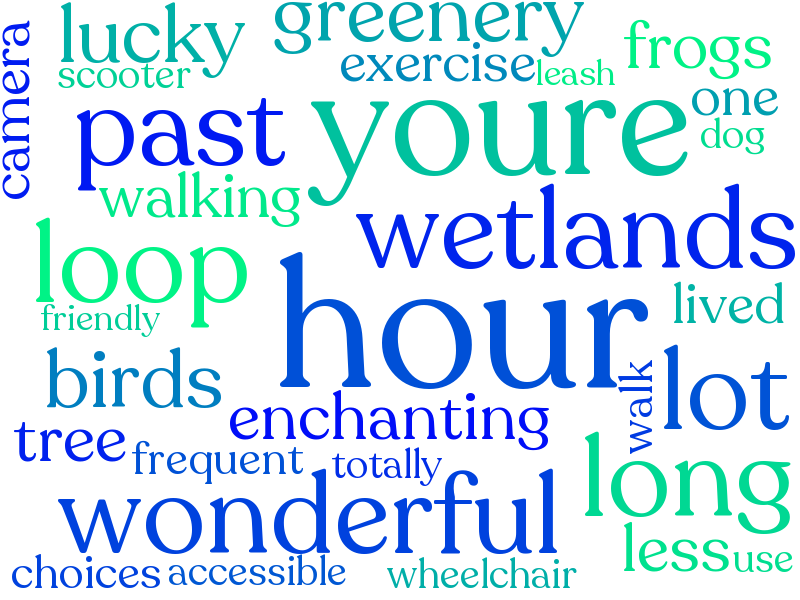 camera
lucky
greenery
scooter
exercise
leash
frogs
one
dog
past
youre
walking
wetlands
loop
hour
lived
friendly
birds
walk
lot
enchanting
tree
frequent
totally
long
wonderful
less
use
choices
accessible
wheelchair